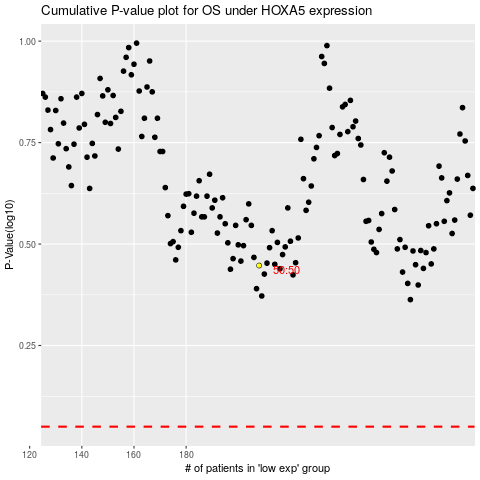 Cumulative P-value plot for OS under HOXA5 expression
P-Value(log10)
1.00
0.75
0.50
0.25
50:50
120 140 160 180
# of patients in 'low exp' group